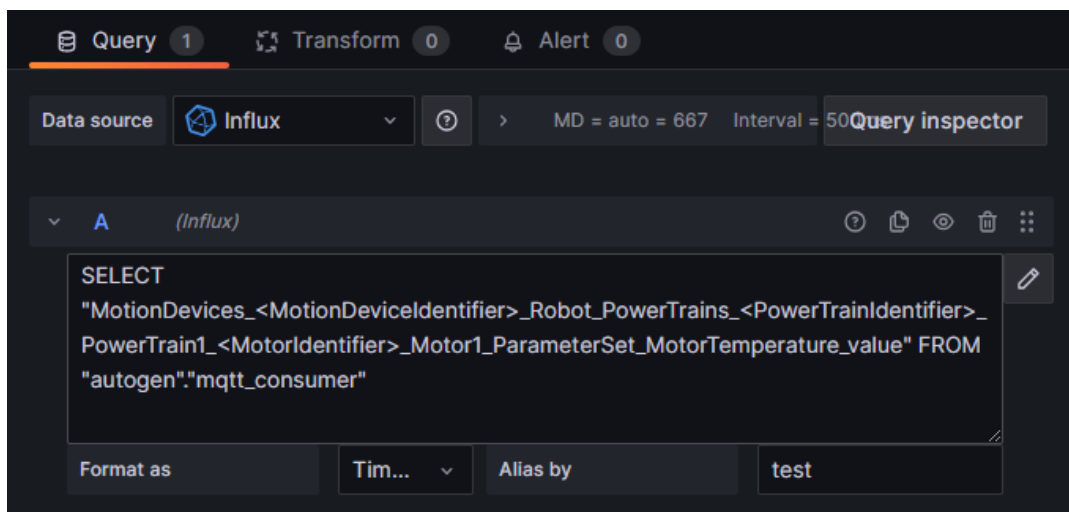 Query 1 Transform 0 Alert 0
Data source Influx MD = auto = 667 Interval = 500ms Query inspector
A (Influx)
SELECT
"MotionDevices_<MotionDeviceIdentifier>_Robot_PowerTrains_<PowerTrainIdentifier>_
PowerTrain1_<MotorIdentifier>_Motor1_ParameterSet_MotorTemperature_value" FROM
"autogen"."mqtt_consumer"
Format as Tim... Alias by test